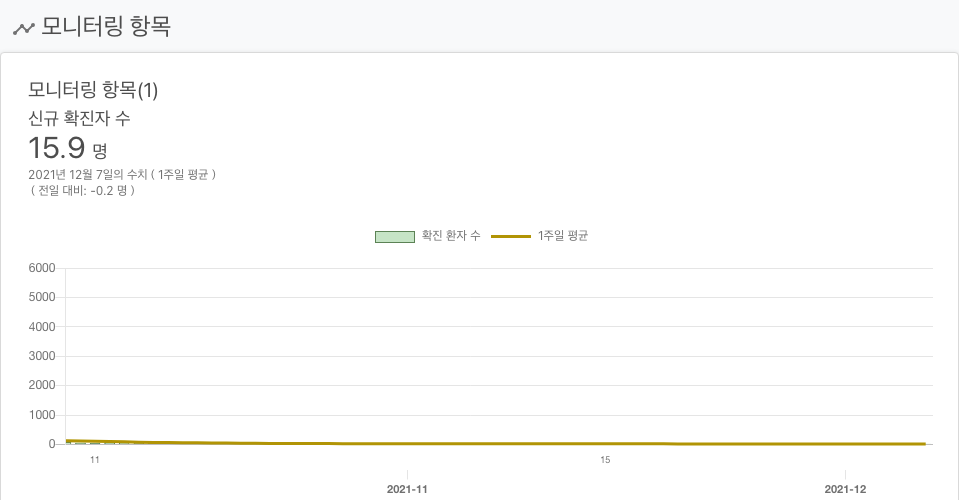 모니터링 항목
모니터링 항목(1)
신규 확진자 수
15.9 명
2021년 12월 7일의 수치 ( 1주일 평균 )
( 전일 대비: -0.2 명 )
확진 환자 수 1주일 평균
6000
5000
4000
3000
2000
1000
0
11 15
2021-11 2021-12